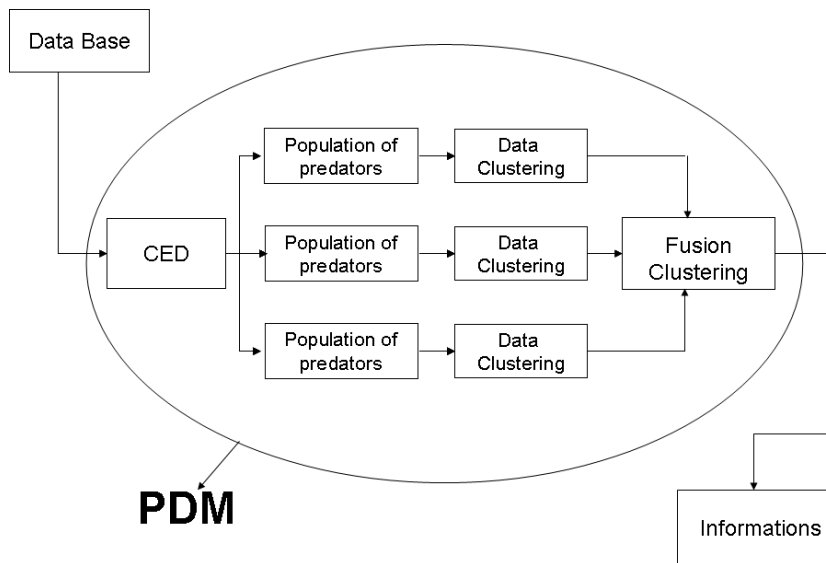 Data Base
Population of
predators
Data
Clustering
CED
Population of
predators
Data
Clustering
Fusion
Clustering
Population of
predators
Data
Clustering
PDM
Informations